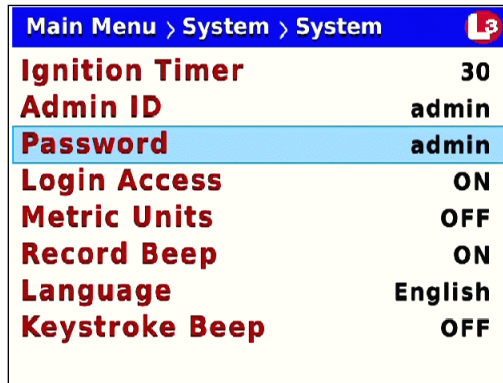 Main Menu > System > System L3
Ignition Timer 30
Admin ID admin
Password admin
Login Access ON
Metric Units OFF
Record Beep ON
Language English
Keystroke Beep OFF